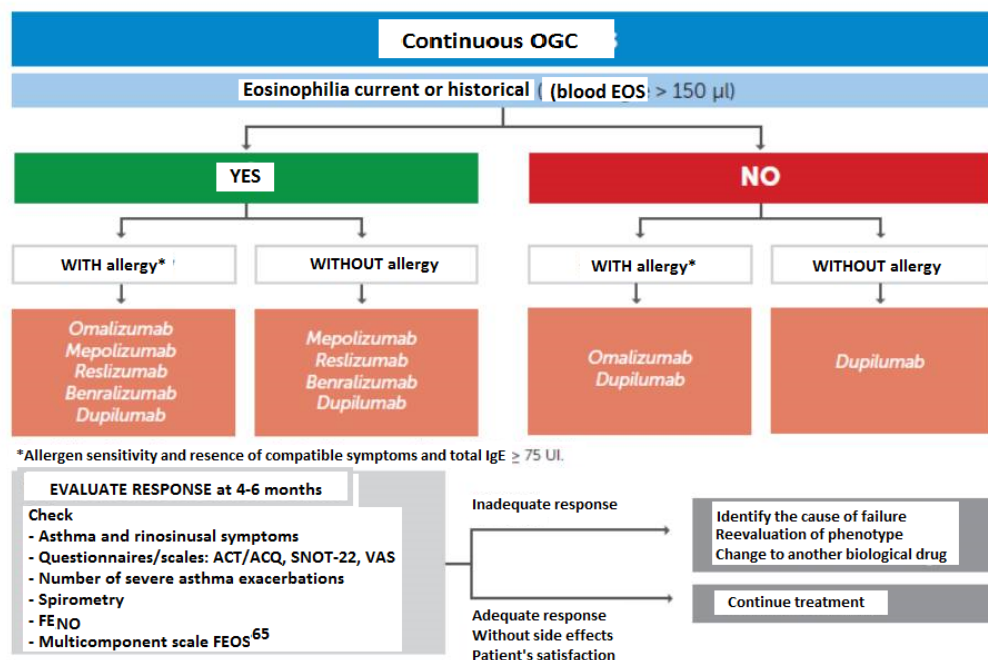 Continuous OGC
Eosinophilia current or historical (blood EOS > 150 µl)
YES
NO
WITH allergy*
WITHOUT allergy
WITH allergy*
WITHOUT allergy
Omalizumab
Mepolizumab
Reslizumab
Benralizumab
Dupilumab
Mepolizumab
Reslizumab
Benralizumab
Dupilumab
Omalizumab
Dupilumab
Dupilumab
*Allergen sensitivity and resence of compatible symptoms and total IgE ≥ 75 UI.
EVALUATE RESPONSE at 4-6 months
Check
- Asthma and rinosinusal symptoms
- Questionnaires/scales: ACT/ACQ, SNOT-22, VAS
- Number of severe asthma exacerbations
- Spirometry
- FENO
- Multicomponent scale FEOS65
Inadequate response
Identify the cause of failure
Reevaluation of phenotype
Change to another biological drug
Adequate response
Without side effects
Patient's satisfaction
Continue treatment